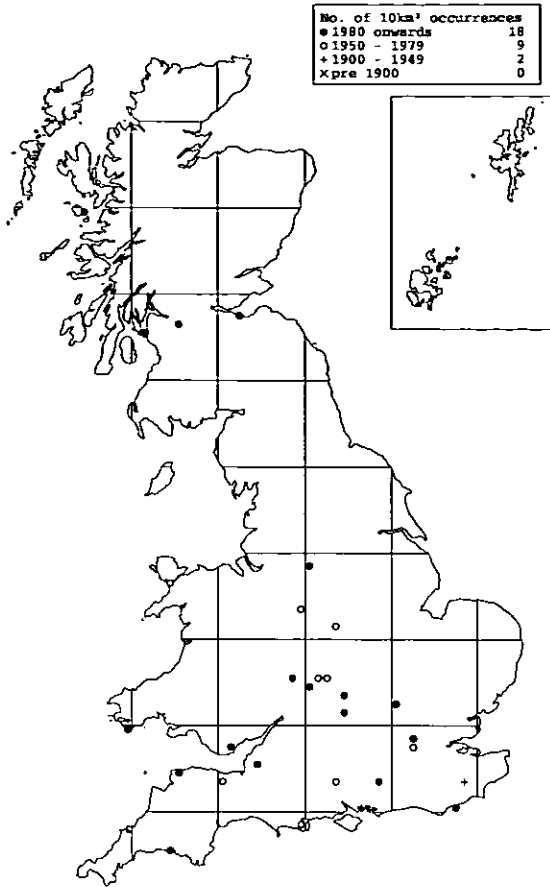 No. of 10km² occurrences
● 1980 onwards 18
○ 1950 - 1979 9
+ 1900 - 1949 2
x pre 1900 0